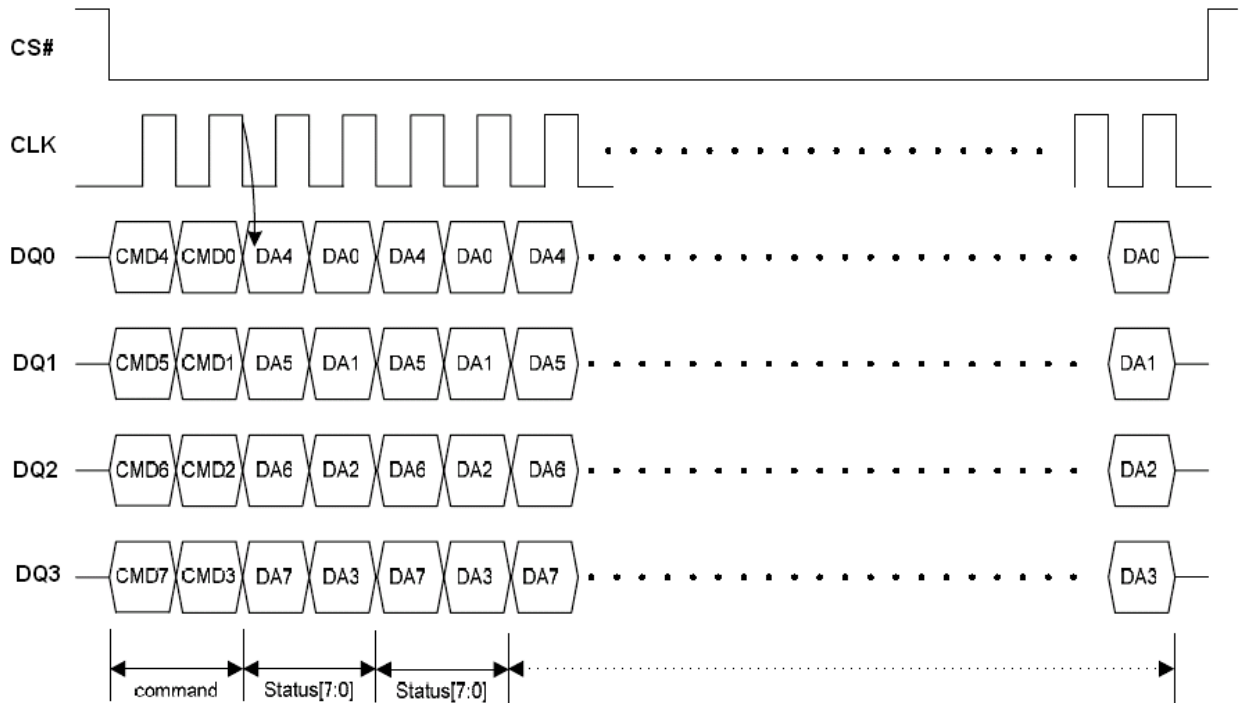 CS#
CLK
DQ0 CMD4 CMD0 DA4 DA0 DA4 DA0 DA4 DA0
DQ1 CMD5 CMD1 DA5 DA1 DA5 DA1 DA5 DA1
DQ2 CMD6 CMD2 DA6 DA2 DA6 DA2 DA6 DA2
DQ3 CMD7 CMD3 DA7 DA3 DA7 DA3 DA7 DA3
command Status[7:0] Status[7:0]